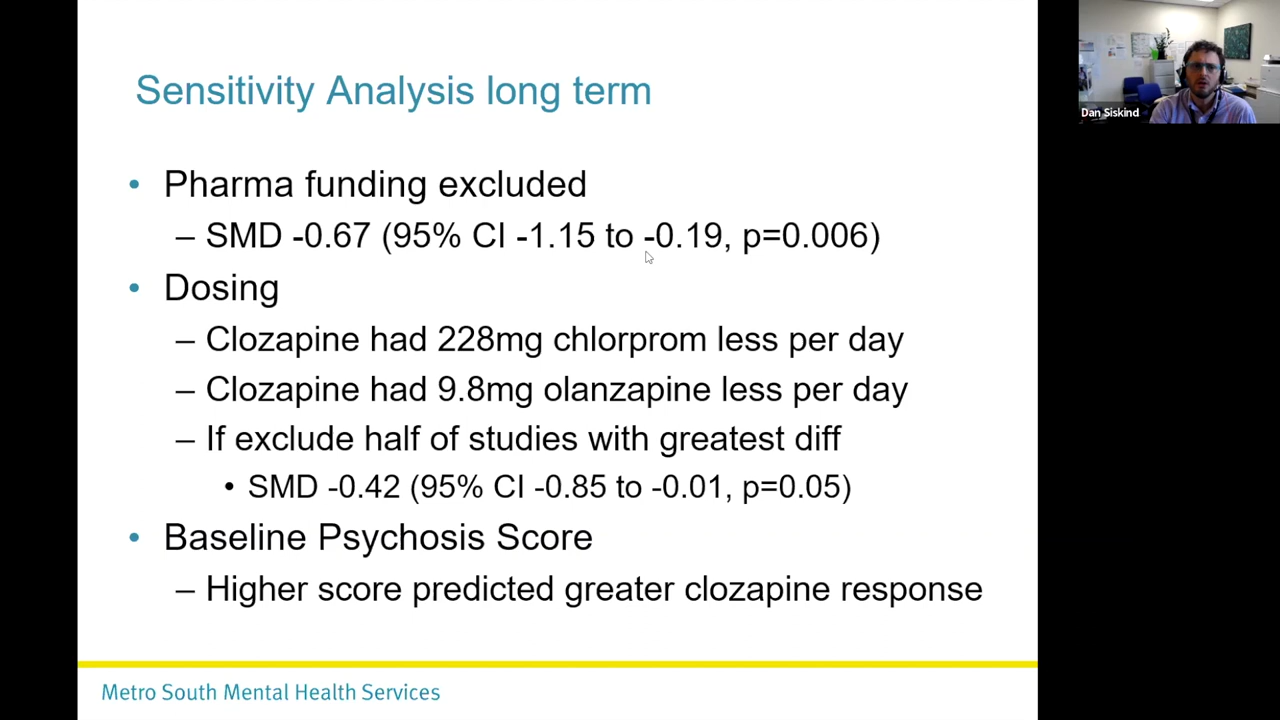 Sensitivity Analysis long term
• Pharma funding excluded
– SMD -0.67 (95% CI -1.15 to -0.19, p=0.006)
• Dosing
– Clozapine had 228mg chlorprom less per day
– Clozapine had 9.8mg olanzapine less per day
– If exclude half of studies with greatest diff
• SMD -0.42 (95% CI -0.85 to -0.01, p=0.05)
• Baseline Psychosis Score
– Higher score predicted greater clozapine response
Metro South Mental Health Services
Dan Siskind